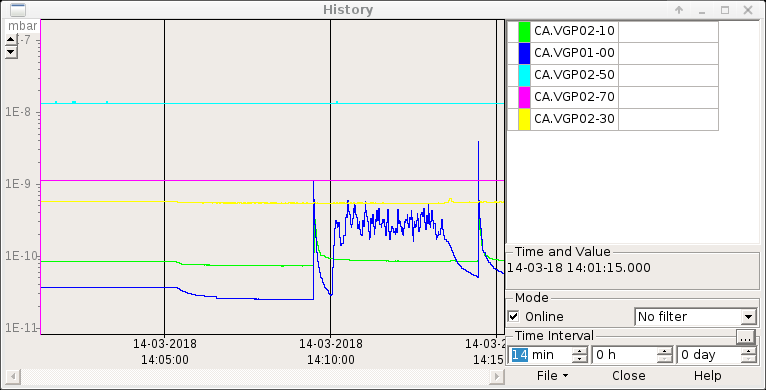 History
mbar
E-7
1E-8
1E-9
1E-10
1E-11
14-03-2018
14:05:00
14-03-2018
14:10:00
14-03-2
14:15
CA.VGP02-10
CA.VGP01-00
CA.VGP02-50
CA.VGP02-70
CA.VGP02-30
Time and Value
14-03-18 14:01:15.000
Mode
Online
No filter
Time Interval
...
14 min
0 h
0 day
File
Close
Help